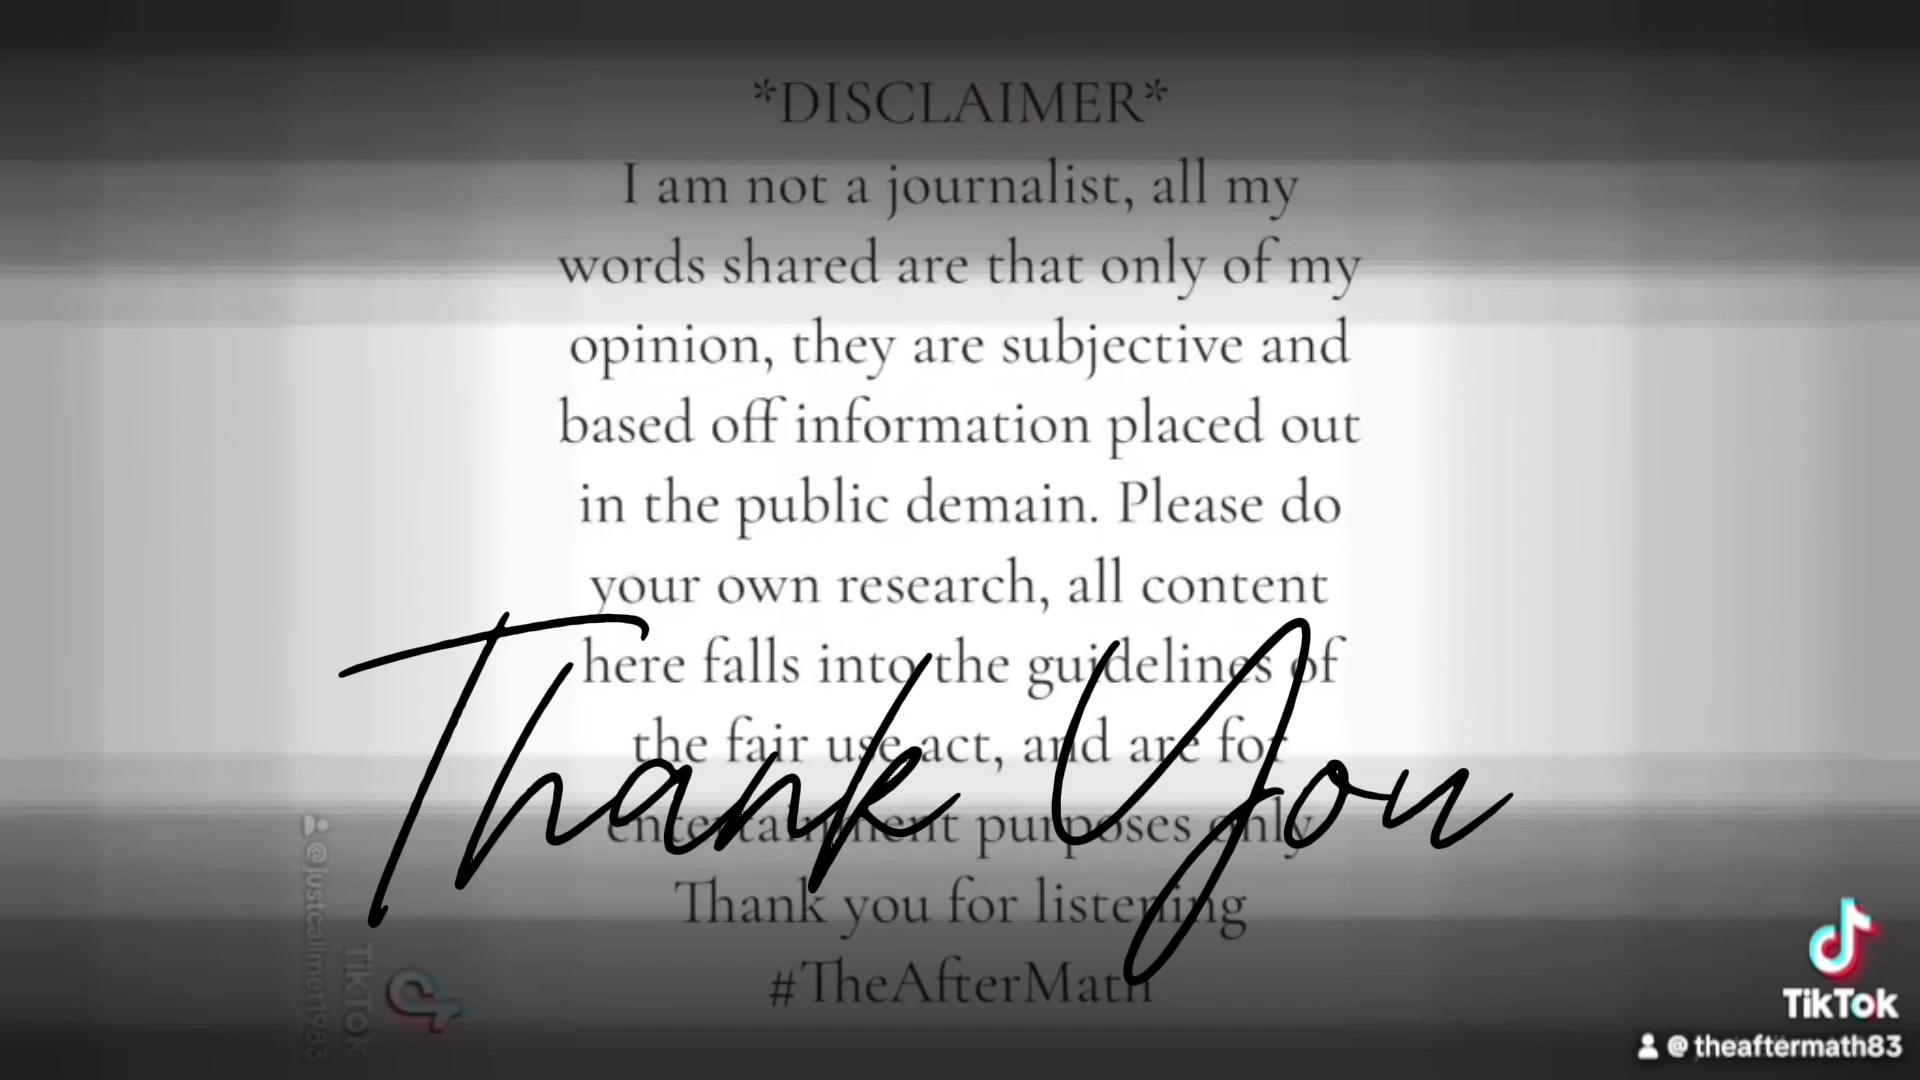 *DISCLAIMER*
I am not a journalist, all my
words shared are that only of my
opinion, they are subjective and
based off information placed out
in the public demain. Please do
your own research, all content
here falls into the guidelines of
the fair use act, and are for
entertainment purposes only
Thank you for listening
#TheAfterMath
Thank You
TikTok
@justcallmet1983
TikTok
@ theaftermath83